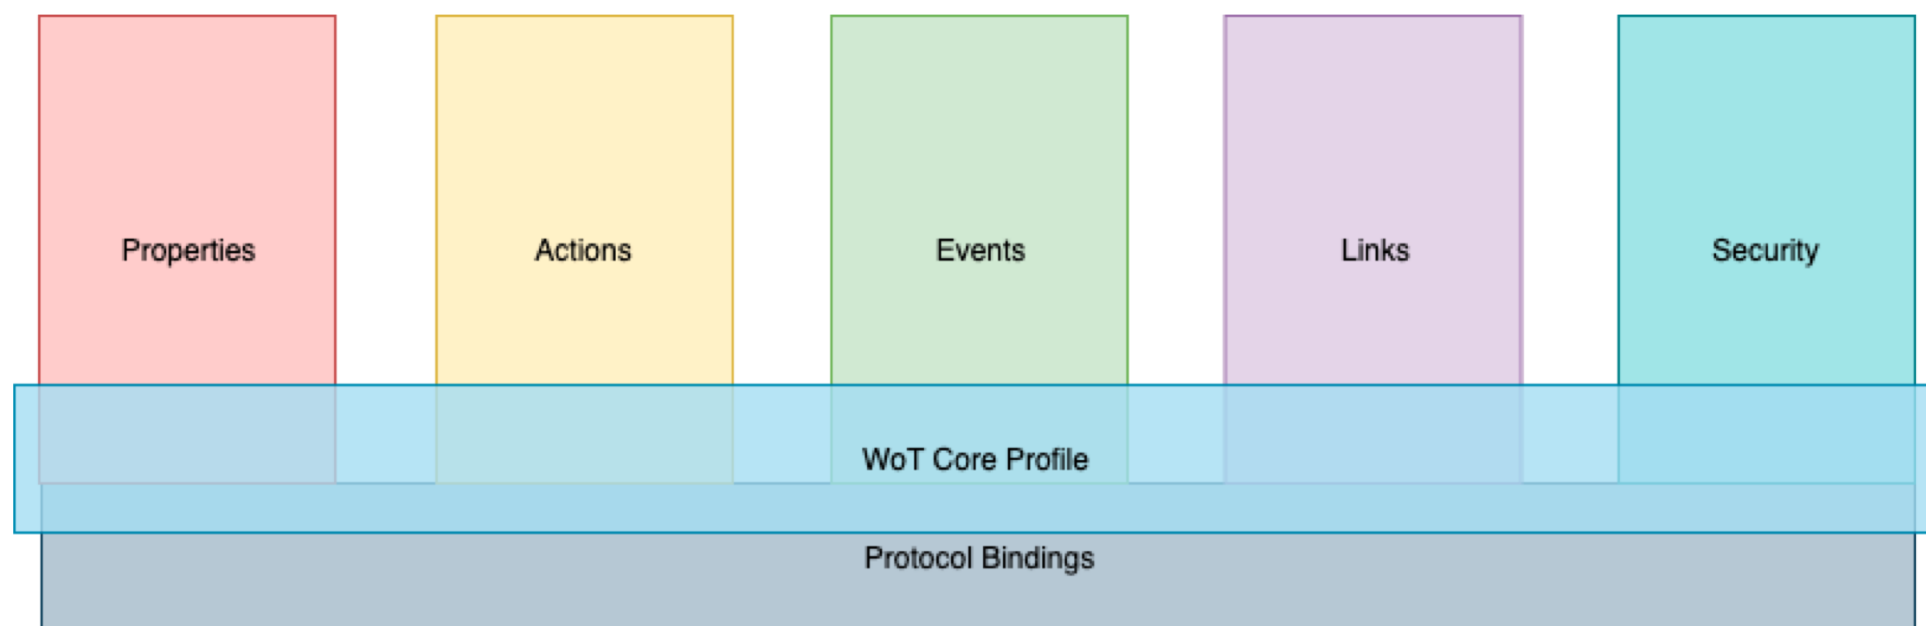 Properties
Actions
Events
Links
Security
WoT Core Profile
Protocol Bindings